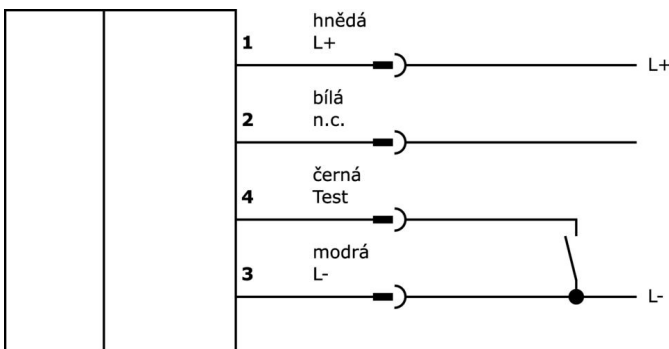 hnědá
1 L+
L+
bílá
2 n.c.
černá
4 Test
modrá
3 L-
L-